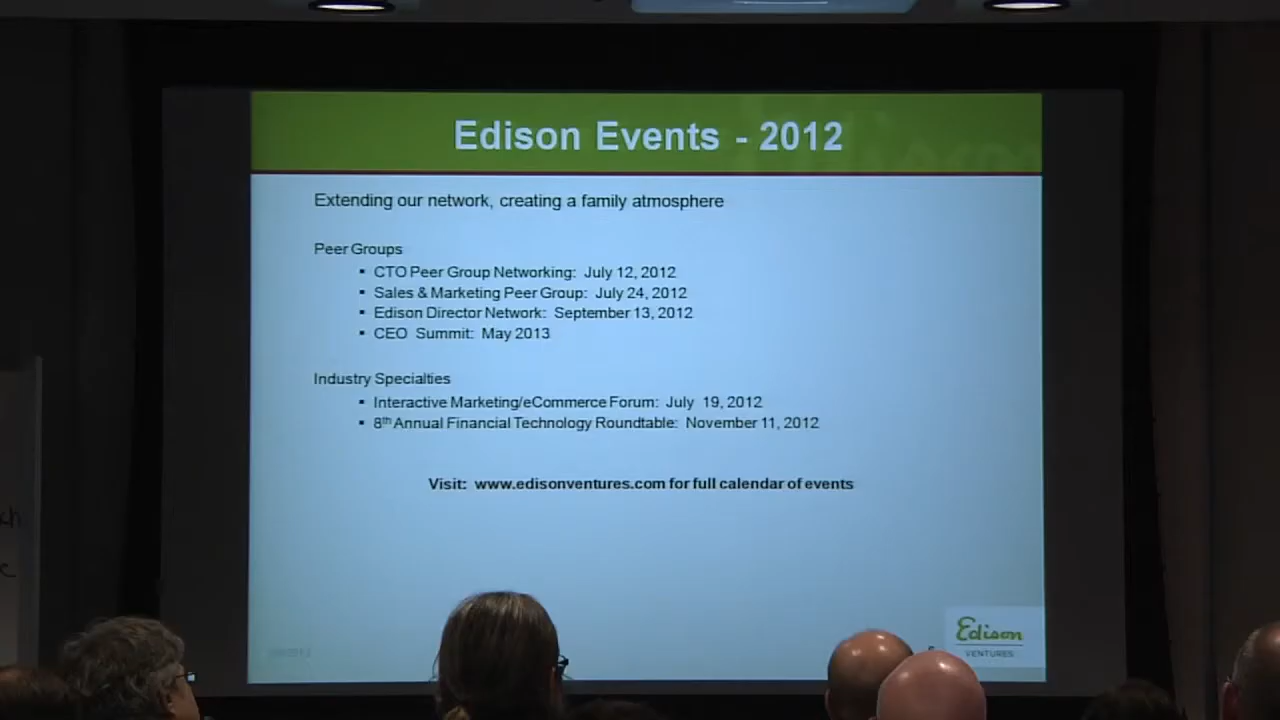 Edison Events - 2012
Extending our network, creating a family atmosphere
Peer Groups
▪ CTO Peer Group Networking: July 12, 2012
▪ Sales & Marketing Peer Group: July 24, 2012
▪ Edison Director Network: September 13, 2012
▪ CEO Summit: May 2013
Industry Specialties
▪ Interactive Marketing/eCommerce Forum: July 19, 2012
▪ 8th Annual Financial Technology Roundtable: November 11, 2012
Visit: www.edisonventures.com for full calendar of events
Edison
VENTURES